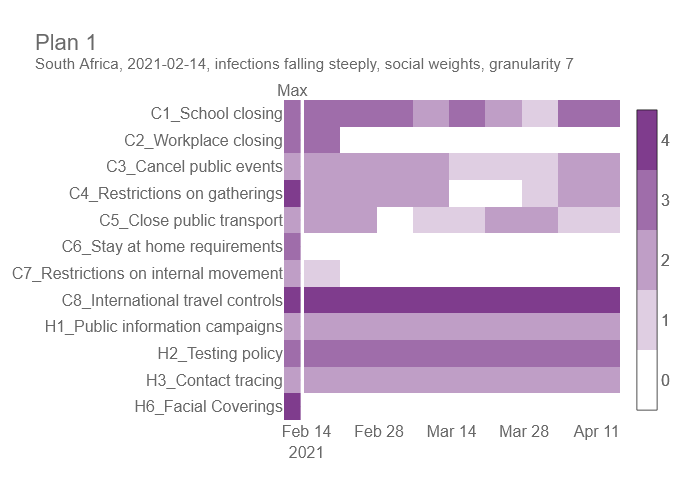 Plan 1
South Africa, 2021-02-14, infections falling steeply, social weights, granularity 7
Max
C1_School closing
C2_Workplace closing
C3_Cancel public events
C4_Restrictions on gatherings
C5_Close public transport
C6_Stay at home requirements
C7_Restrictions on internal movement
C8_International travel controls
H1_Public information campaigns
H2_Testing policy
H3_Contact tracing
H6_Facial Coverings
Feb 14 Feb 28 Mar 14 Mar 28 Apr 11
2021
4
3
2
1
0